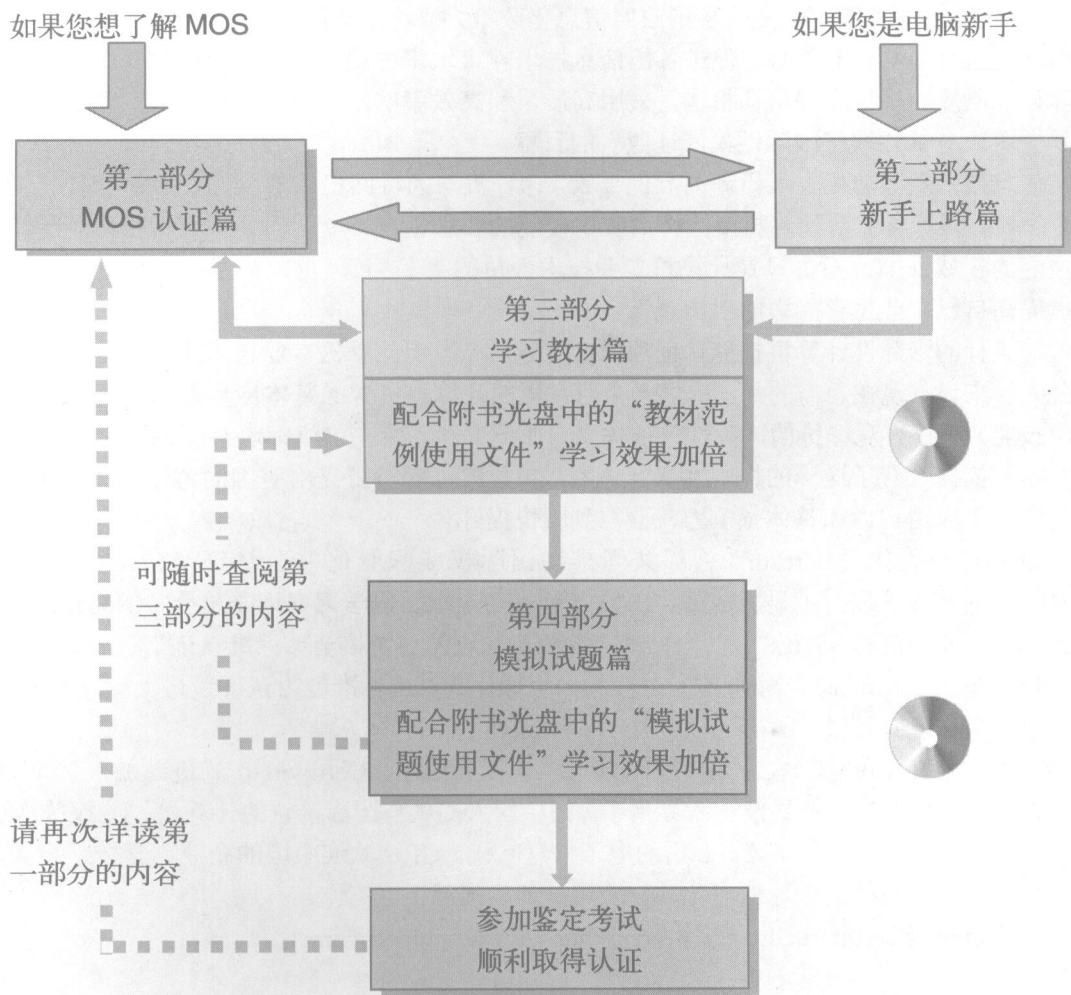 如果您想了解 MOS
如果您是电脑新手
第一部分
MOS 认证篇
第二部分
新手上路篇
第三部分
学习教材篇
配合附书光盘中的“教材范
例使用文件”学习效果加倍
可随时查阅第
三部分的内容
第四部分
模拟试题篇
配合附书光盘中的“模拟试
题使用文件”学习效果加倍
请再次详读第
一部分的内容
参加鉴定考试
顺利取得认证